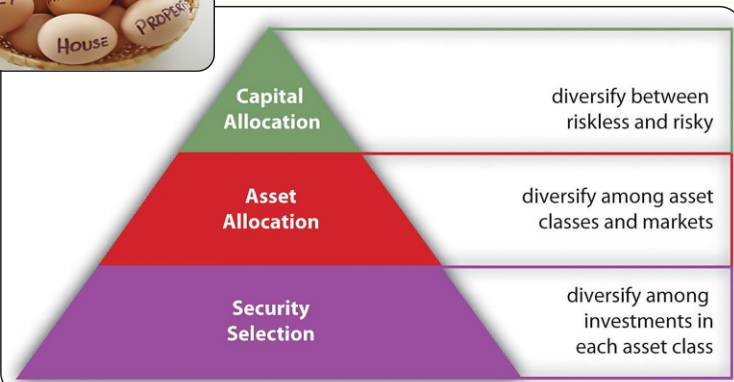 HOUSE
PROPERT
Capital
Allocation
diversify between
riskless and risky
Asset
Allocation
diversify among asset
classes and markets
Security
Selection
diversify among
investments in
each asset class